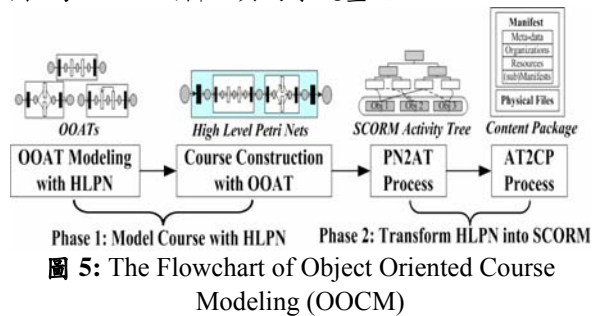 Manifest
Meta-data
Organizations
Resources
(sub)Manifests
Physical Files
Obj 1 Obj 2 Obj 3
OOATs
High Level Petri Nets
SCORM Activity Tree
Content Package
OOAT Modeling with HLPN
Course Construction with OOAT
PN2AT Process
AT2CP Process
Phase 1: Model Course with HLPN
Phase 2: Transform HLPN into SCORM
圖 5: The Flowchart of Object Oriented Course
Modeling (OOCM)